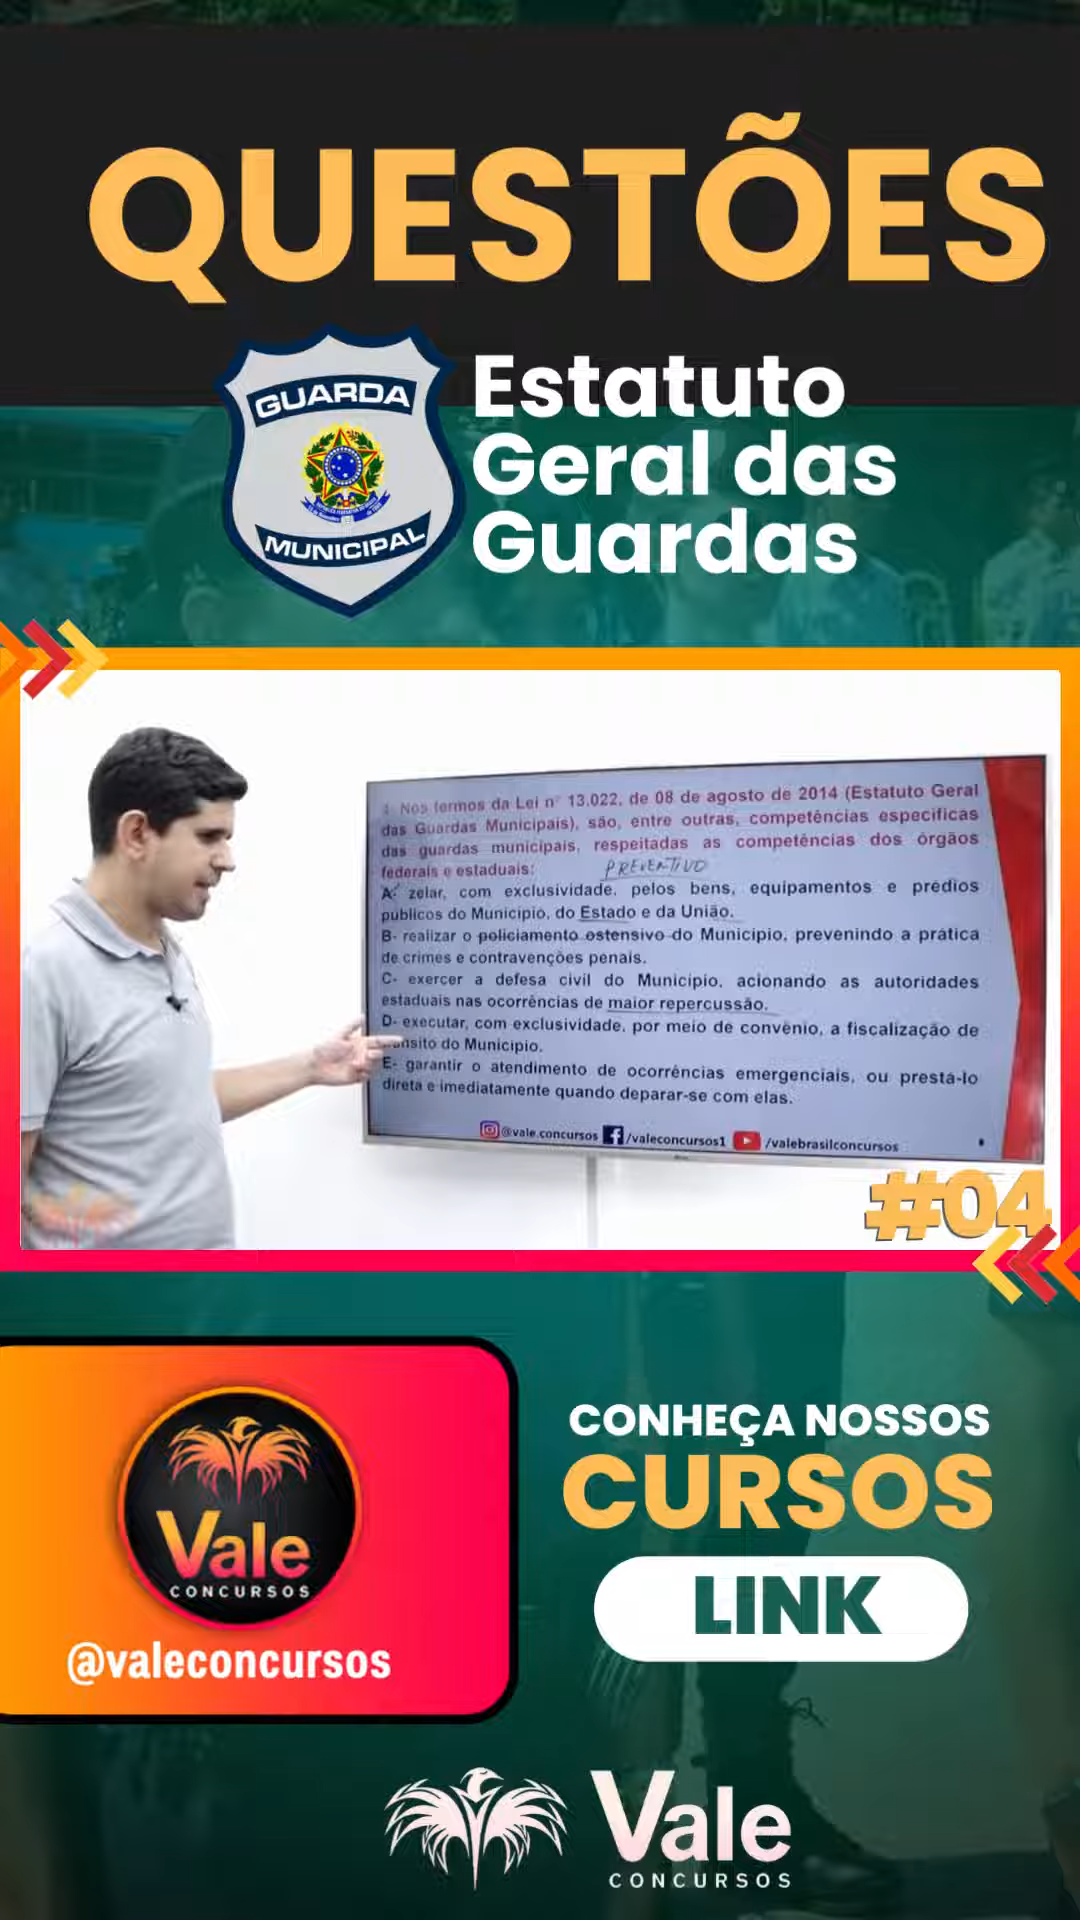 QUESTÕES
GUARDA
MUNICIPAL
Estatuto
Geral das
Guardas
Nos termos da Lei nº 13.022, de 08 de agosto de 2014 (Estatuto Geral
das Guardas Municipais), são, entre outras, competências específicas
das guardas municipais, respeitadas as competências dos órgãos
federais e estaduais:
PREVENTIVO
A- zelar, com exclusividade, pelos bens, equipamentos e prédios
públicos do Município, do Estado e da União.
B- realizar o policiamento ostensivo do Município, prevenindo a prática
de crimes e contravenções penais.
C- exercer a defesa civil do Município, acionando as autoridades
estaduais nas ocorrências de maior repercussão.
D- executar, com exclusividade, por meio de convênio, a fiscalização de
do Município.
E- garantir o atendimento de ocorrências emergenciais, ou prestá-lo
direta e imediatamente quando deparar-se com elas.
@vale.concursos /valeconcursos1 /valebrasilconcursos
#04
Vale
CONCURSOS
@valeconcursos
CONHEÇA NOSSOS
CURSOS
LINK
Vale
CONCURSOS